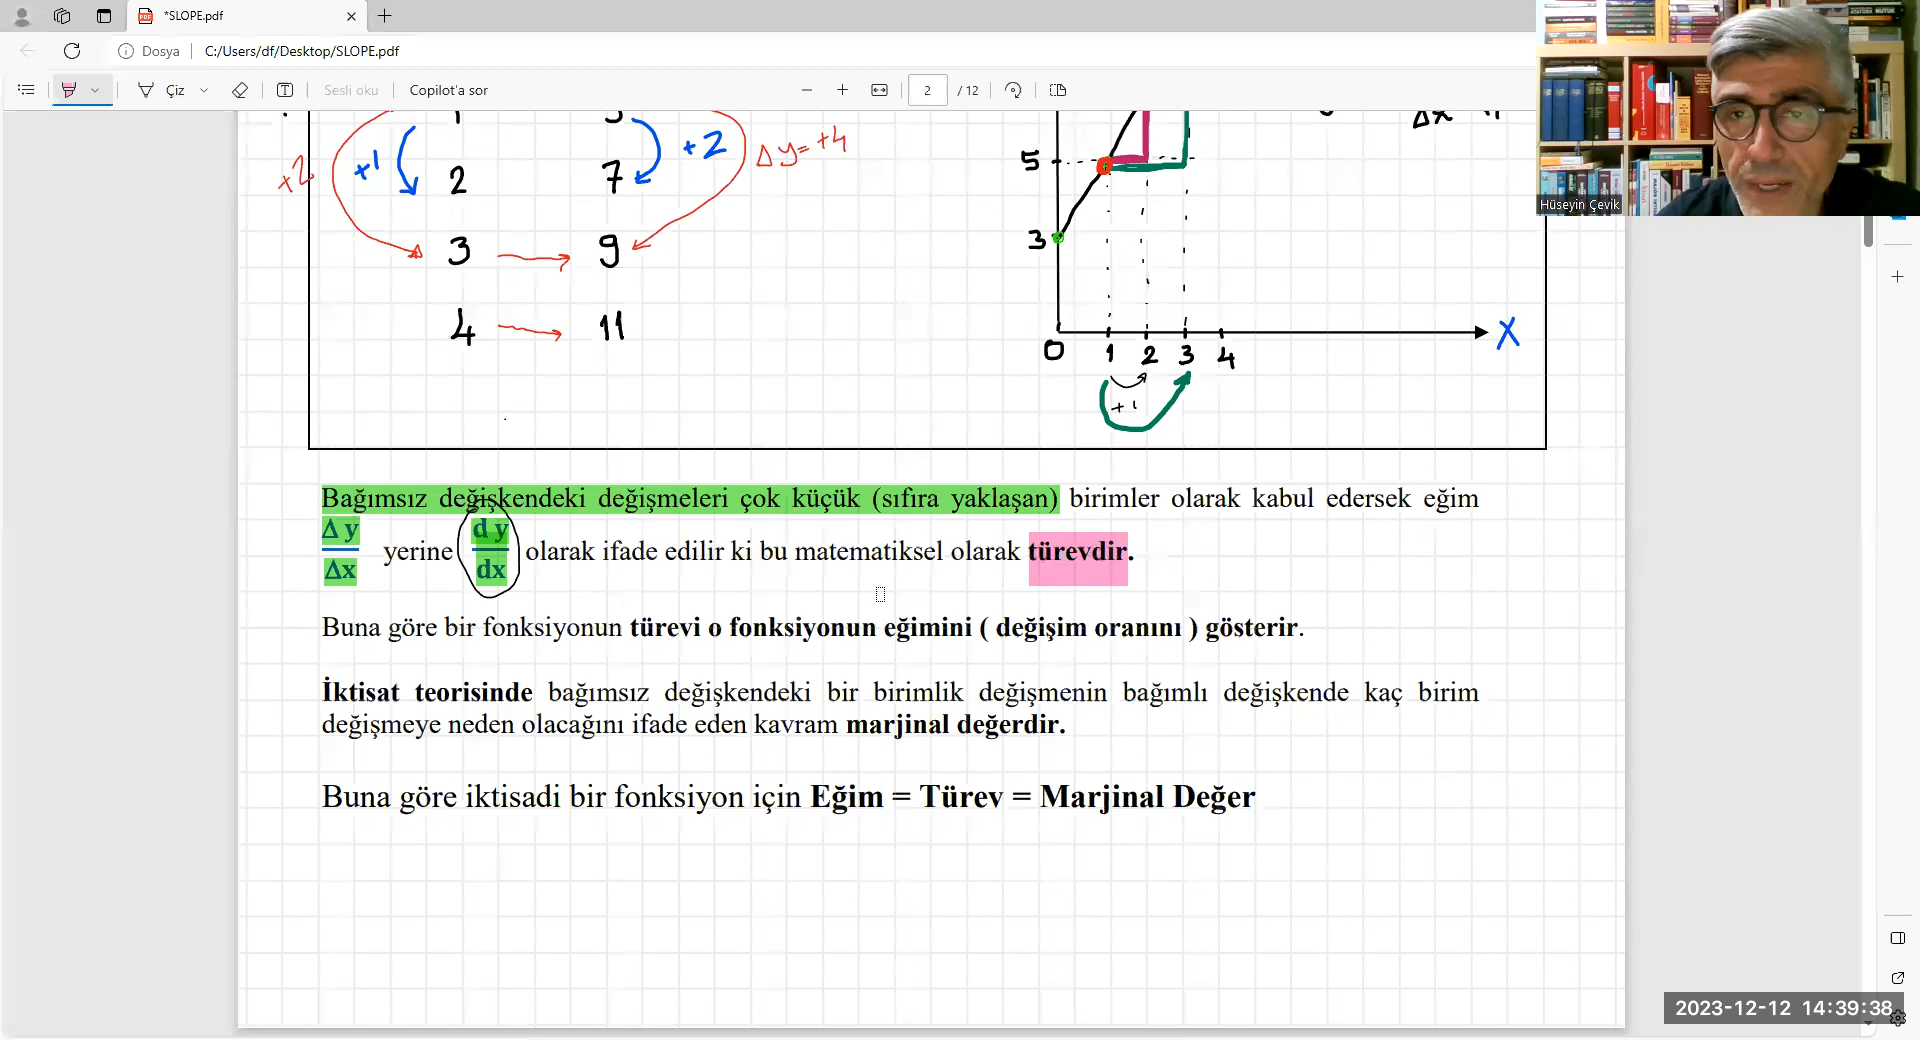 *SLOPE.pdf
Dosya C:/Users/df/Desktop/SLOPE.pdf
Çiz Sesli oku Copilot'a sor 2 / 12
Hüseyin Çevik
+2 +1 +2 Δy=+4
2 7
3 9
4 11
Δx
5
3
0 1 2 3 4 X
+1
Bağımsız değişkendeki değişmeleri çok küçük (sıfıra yaklaşan) birimler olarak kabul edersek eğim
Δ y / Δx yerine d y / dx olarak ifade edilir ki bu matematiksel olarak türevdir.
Buna göre bir fonksiyonun türevi o fonksiyonun eğimini ( değişim oranını ) gösterir.
İktisat teorisinde bağımsız değişkendeki bir birimlik değişmenin bağımlı değişkende kaç birim
değişmeye neden olacağını ifade eden kavram marjinal değerdir.
Buna göre iktisadi bir fonksiyon için Eğim = Türev = Marjinal Değer
2023-12-12 14:39:38